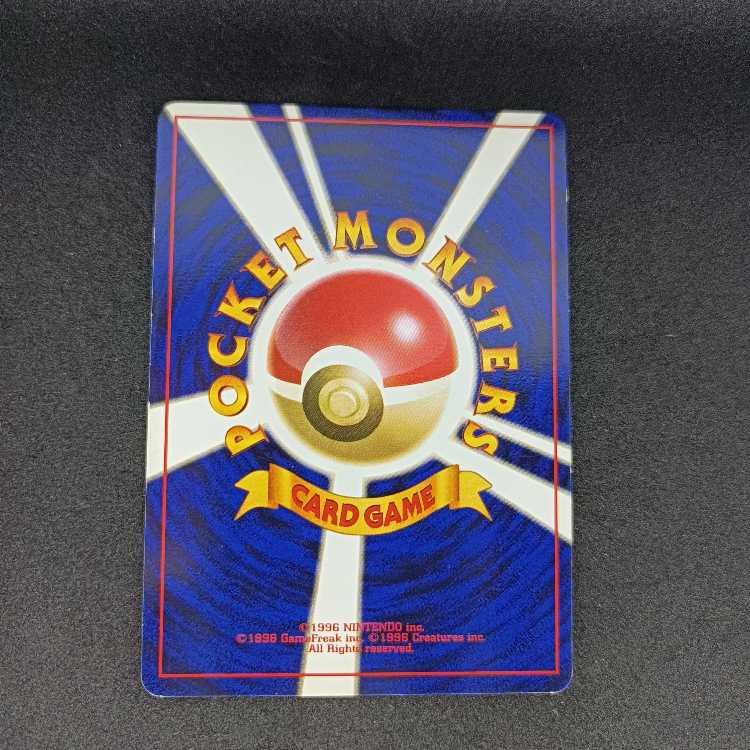 POCKET MONSTERS
CARD GAME
©1996 NINTENDO inc.
©1996 GameFreak inc. ©1996 Creatures inc.
All Rights reserved.